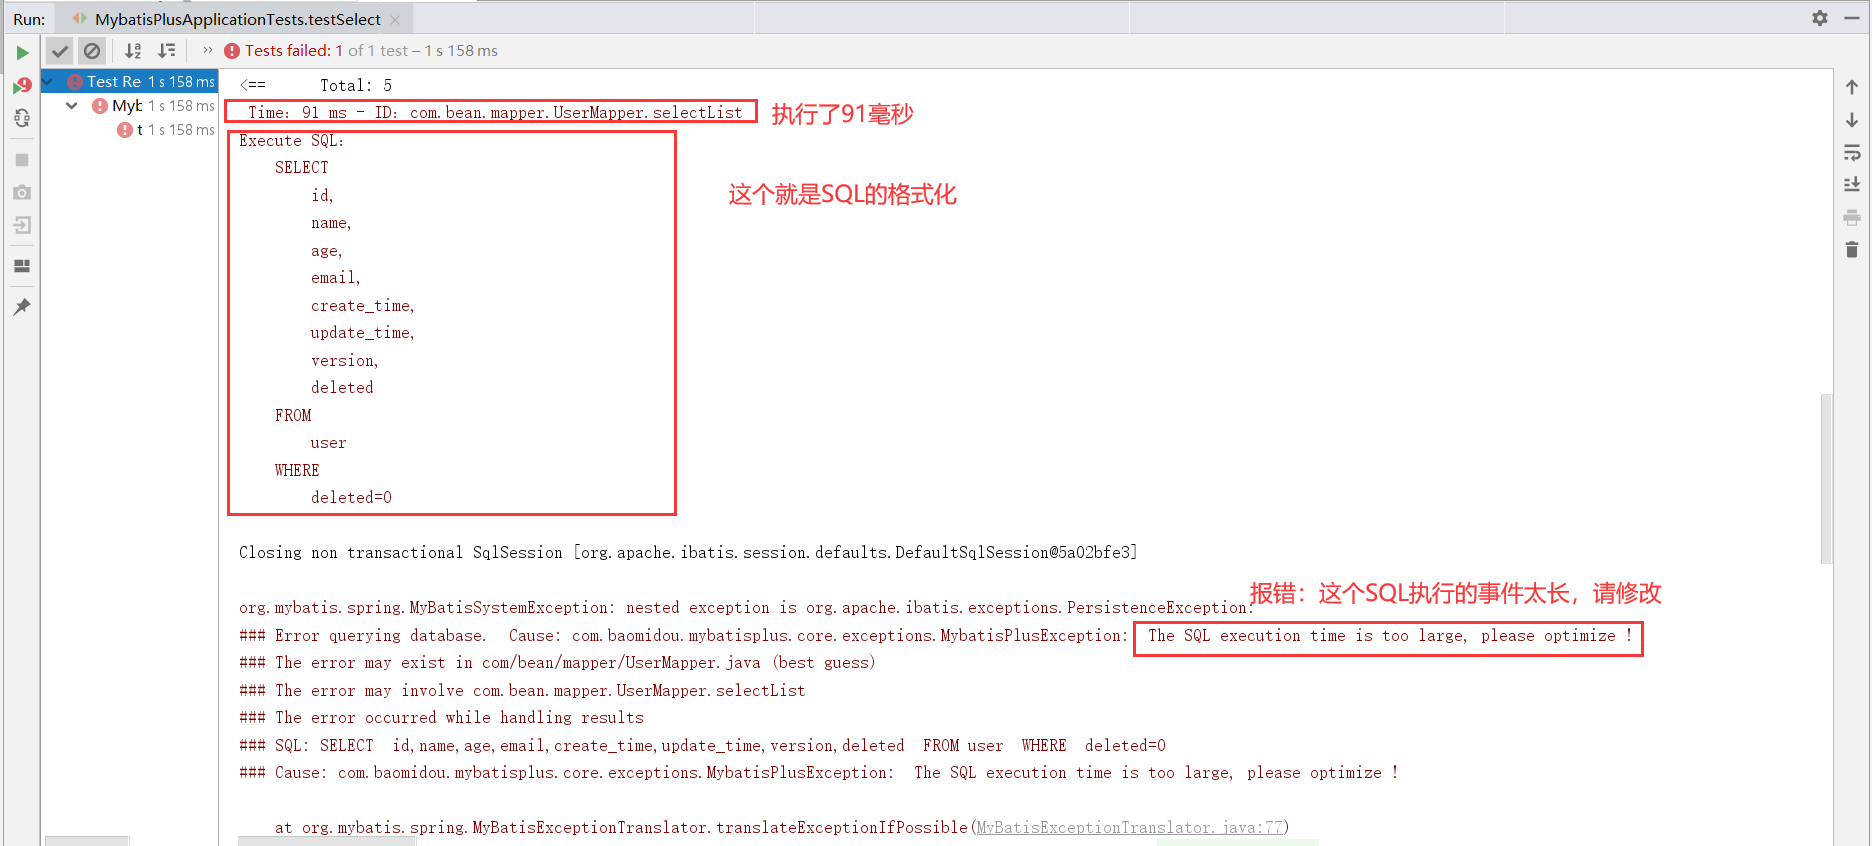 Run: MybatisPlusApplicationTests.testSelect ×
» Tests failed: 1 of 1 test – 1 s 158 ms
Test Re 1 s 158 ms
Myb 1 s 158 ms
t 1 s 158 ms
<== Total: 5
Time: 91 ms - ID: com.bean.mapper.UserMapper.selectList 执行了91毫秒
Execute SQL:
SELECT
id,
这个就是SQL的格式化
name,
age,
email,
create_time,
update_time,
version,
deleted
FROM
user
WHERE
deleted=0
Closing non transactional SqlSession [org.apache.ibatis.session.defaults.DefaultSqlSession@5a02bfe3]
报错：这个SQL执行的事件太长，请修改
org.mybatis.spring.MyBatisSystemException: nested exception is org.apache.ibatis.exceptions.PersistenceException:
### Error querying database. Cause: com.baomidou.mybatisplus.core.exceptions.MybatisPlusException: The SQL execution time is too large, please optimize !
### The error may exist in com/bean/mapper/UserMapper.java (best guess)
### The error may involve com.bean.mapper.UserMapper.selectList
### The error occurred while handling results
### SQL: SELECT id,name,age,email,create_time,update_time,version,deleted FROM user WHERE deleted=0
### Cause: com.baomidou.mybatisplus.core.exceptions.MybatisPlusException: The SQL execution time is too large, please optimize !
at org.mybatis.spring.MyBatisExceptionTranslator.translateExceptionIfPossible(MyBatisExceptionTranslator.java:77)